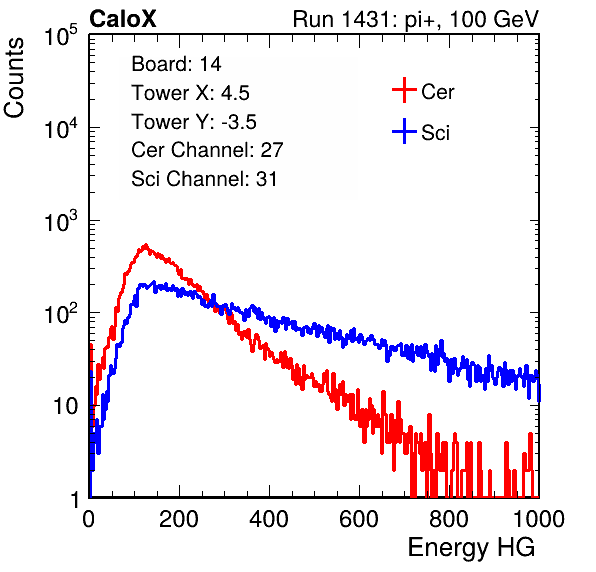 CaloX Run 1431: pi+, 100 GeV
Counts
Board: 14
Tower X: 4.5
Tower Y: -3.5
Cer Channel: 27
Sci Channel: 31
Cer
Sci
10^5
10^4
10^3
10^2
10
1
0 200 400 600 800 1000
Energy HG